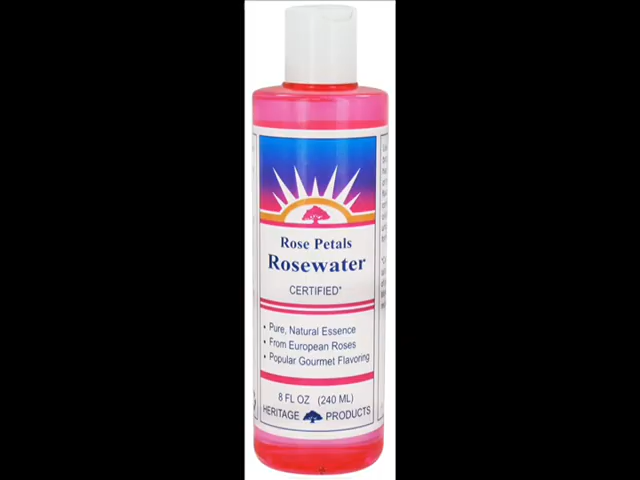 Rose Petals
Rosewater
CERTIFIED*
• Pure, Natural Essence
• From European Roses
• Popular Gourmet Flavoring
8 FL OZ (240 ML)
HERITAGE PRODUCTS